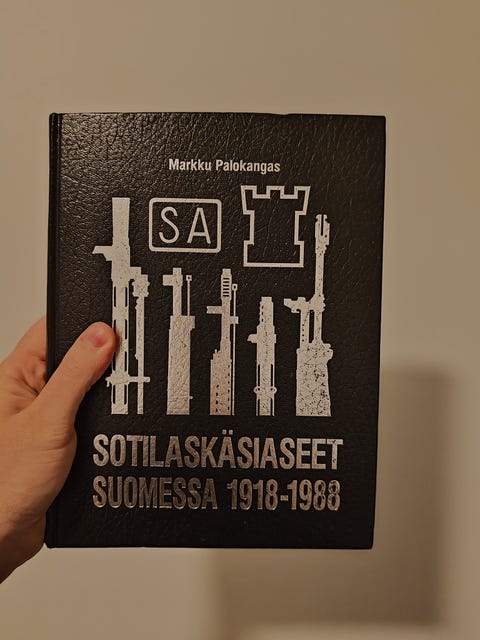 Markku Palokangas
SA
SOTILASKÄSIASEET
SUOMESSA 1918-1988